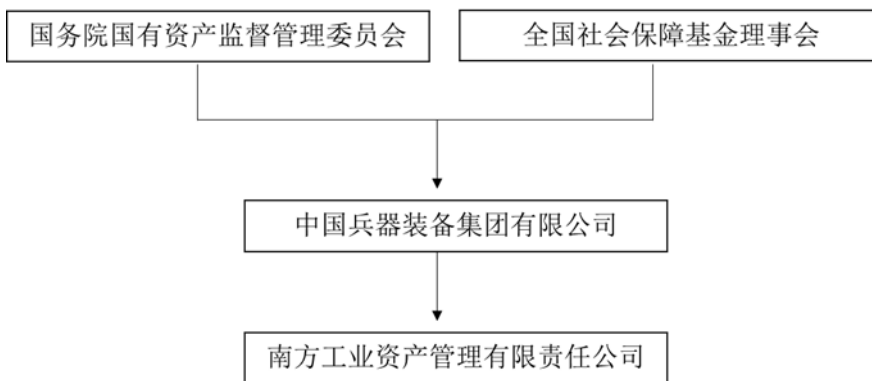 国务院国有资产监督管理委员会
全国社会保障基金理事会
中国兵器装备集团有限公司
南方工业资产管理有限责任公司